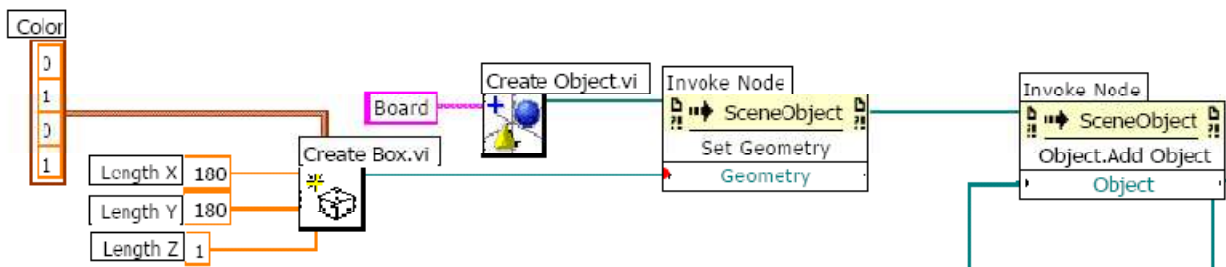 Color
0
1
0
1
Length X 180
Length Y 180
Length Z 1
Create Box.vi
Board
Create Object.vi
Invoke Node
SceneObject
Set Geometry
Geometry
Invoke Node
SceneObject
Object.Add Object
Object